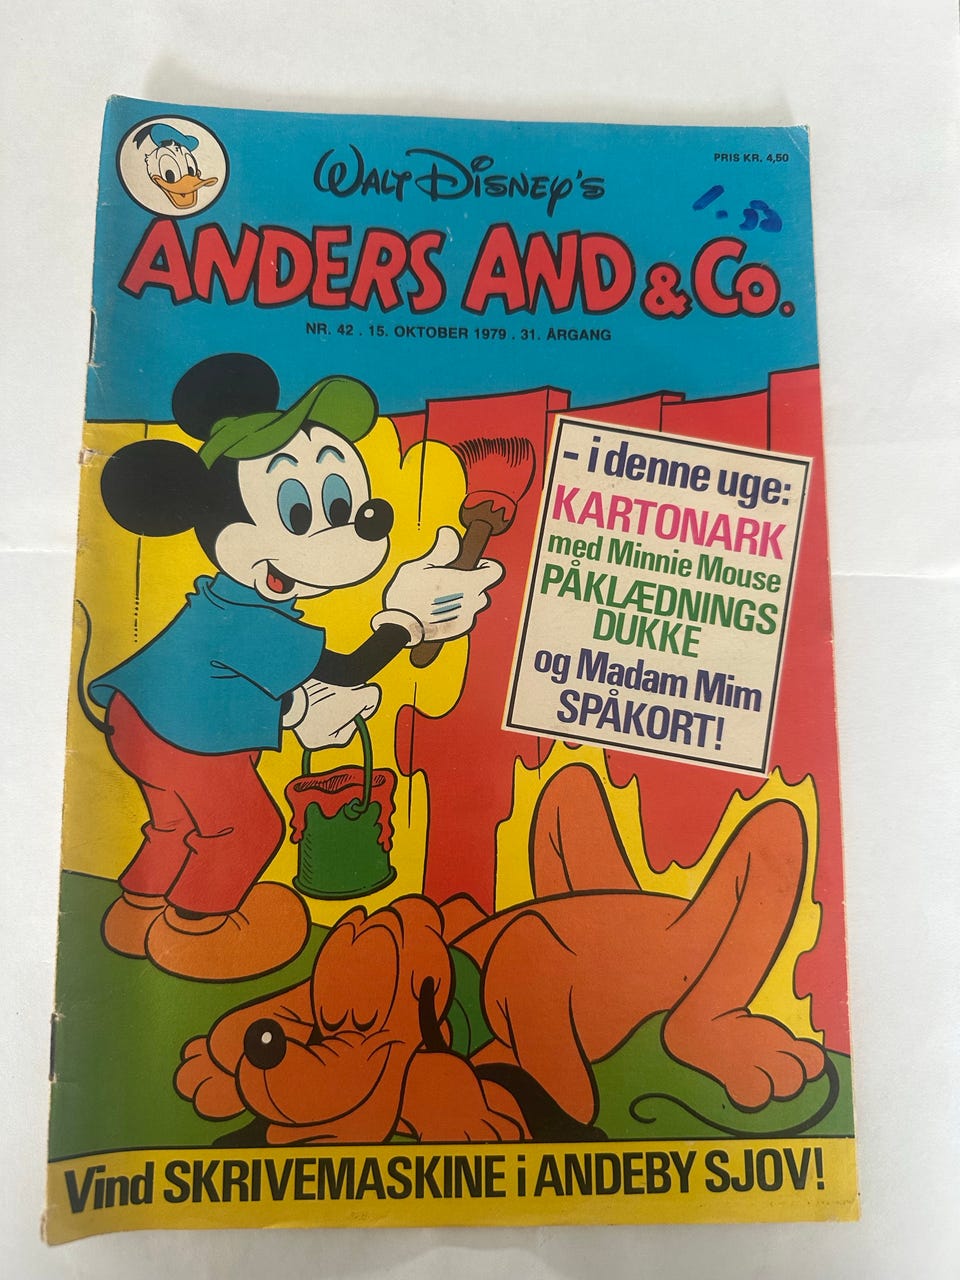 PRIS KR. 4,50
WALT DISNEY'S
ANDERS AND & Co.
NR. 42 . 15. OKTOBER 1979 . 31. ÅRGANG
- i denne uge:
KARTONARK
med Minnie Mouse
PÅKLÆDNINGS
DUKKE
og Madam Mim
SPÅKORT!
Vind SKRIVEMASKINE i ANDEBY SJOV!